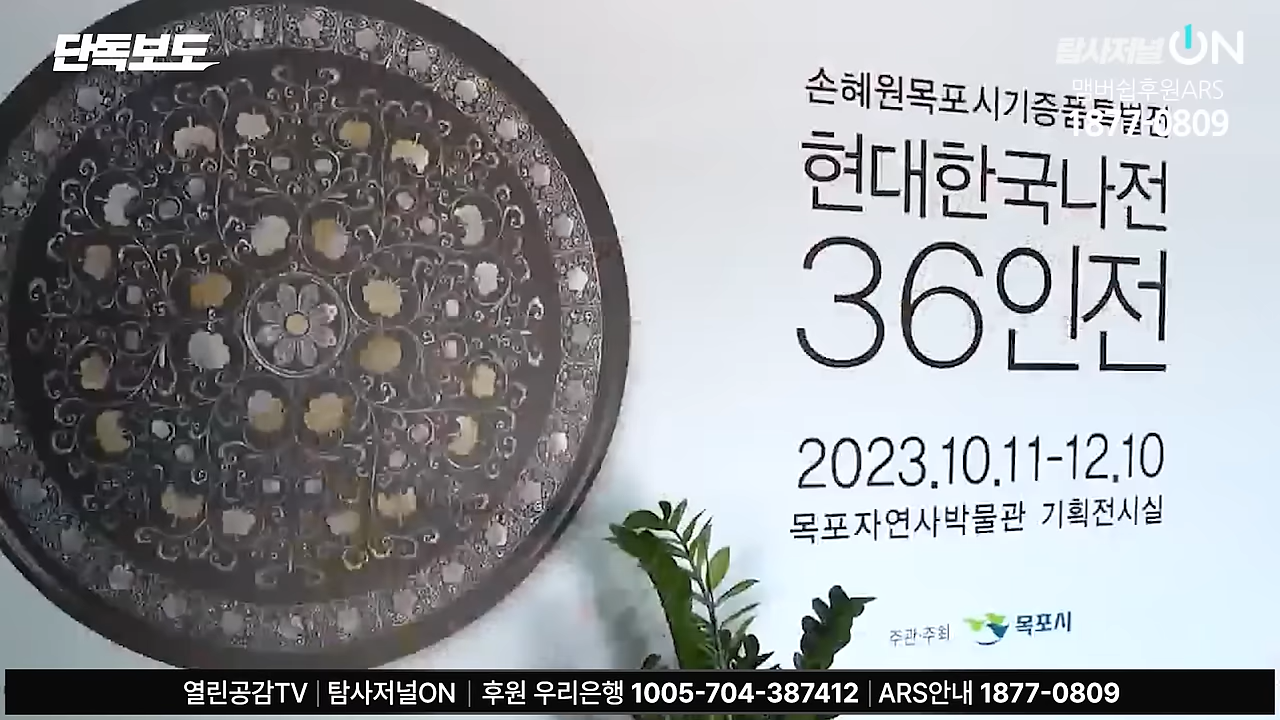 단독보도
탐사저널 ON
맴버쉽후원ARS
1877-0809
손혜원목포시기증품특별전
현대한국나전
36인전
2023.10.11-12.10
목포자연사박물관 기획전시실
주관·주최 목포시
열린공감TV | 탐사저널ON | 후원 우리은행 1005-704-387412 | ARS안내 1877-0809